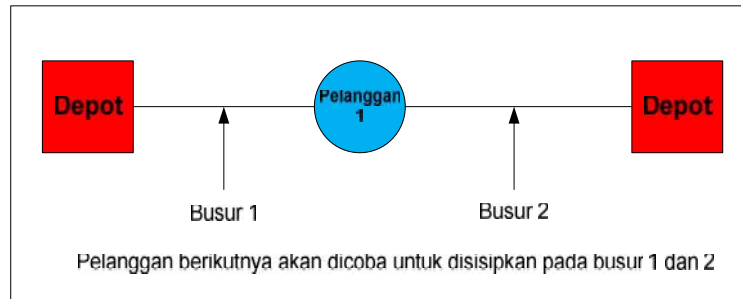 Depot
Pelanggan
1
Depot
Busur 1
Busur 2
Pelanggan berikutnya akan dicoba untuk disisipkan pada busur 1 dan 2